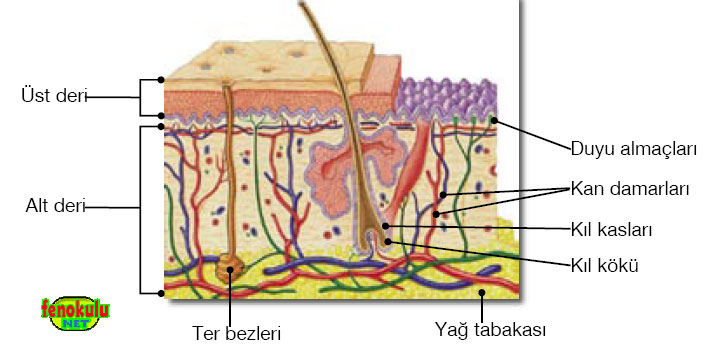 Üst deri
Alt deri
Duyu almaçları
Kan damarları
Kıl kasları
Kıl kökü
Ter bezleri
Yağ tabakası
fenokulu
NET